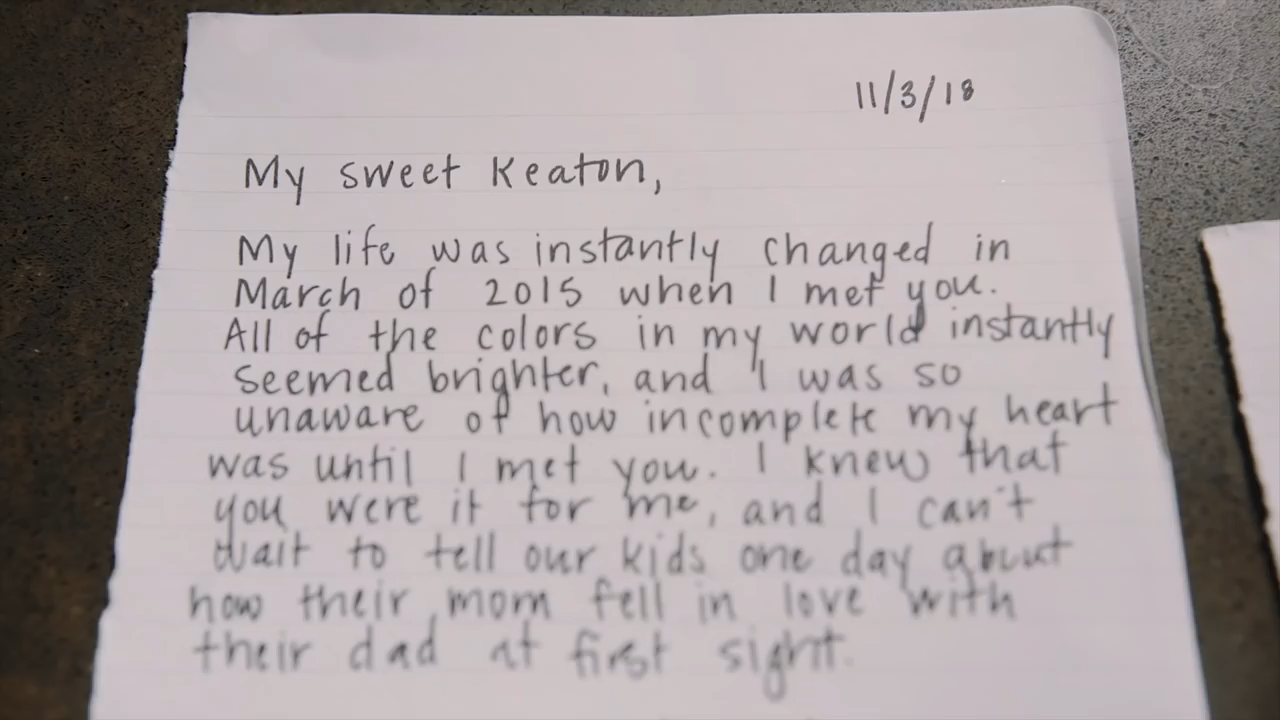 11/3/18
My sweet Keaton,
My life was instantly changed in
March of 2015 when I met you.
All of the colors in my world instantly
seemed brighter, and I was so
unaware of how incomplete my heart
was until I met you. I knew that
you were it for me, and I can't
wait to tell our kids one day about
how their mom fell in love with
their dad at first sight.